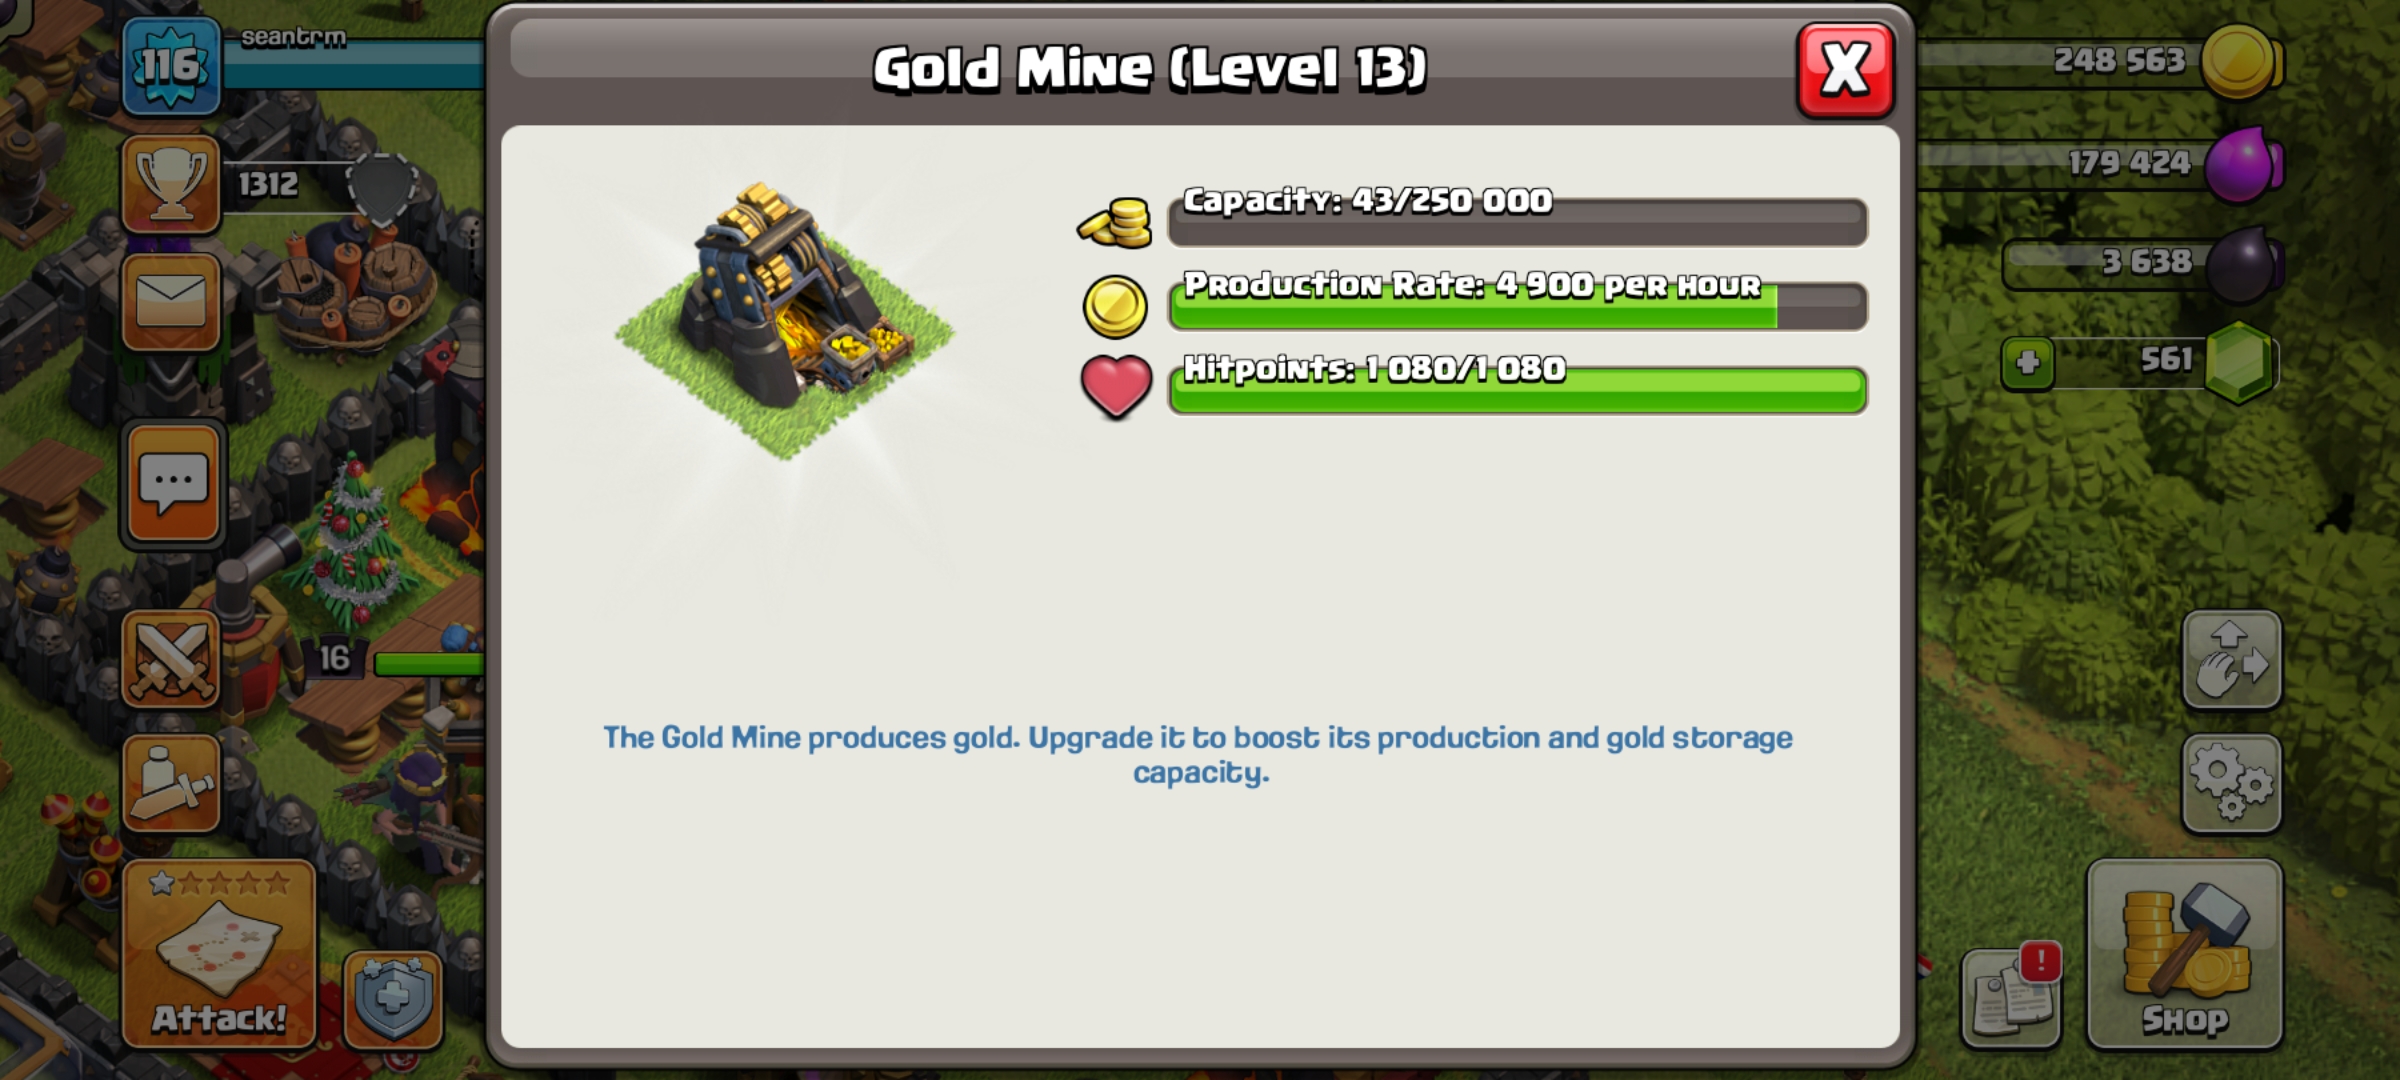 116
seantrm
Gold Mine (Level 13)
X
248 563
1312
Capacity: 43/250 000
179 424
Production Rate: 4 900 per hour
3 638
Hitpoints: 1 080/1 080
561
16
The Gold Mine produces gold. Upgrade it to boost its production and gold storage
capacity.
Attack!
!
Shop